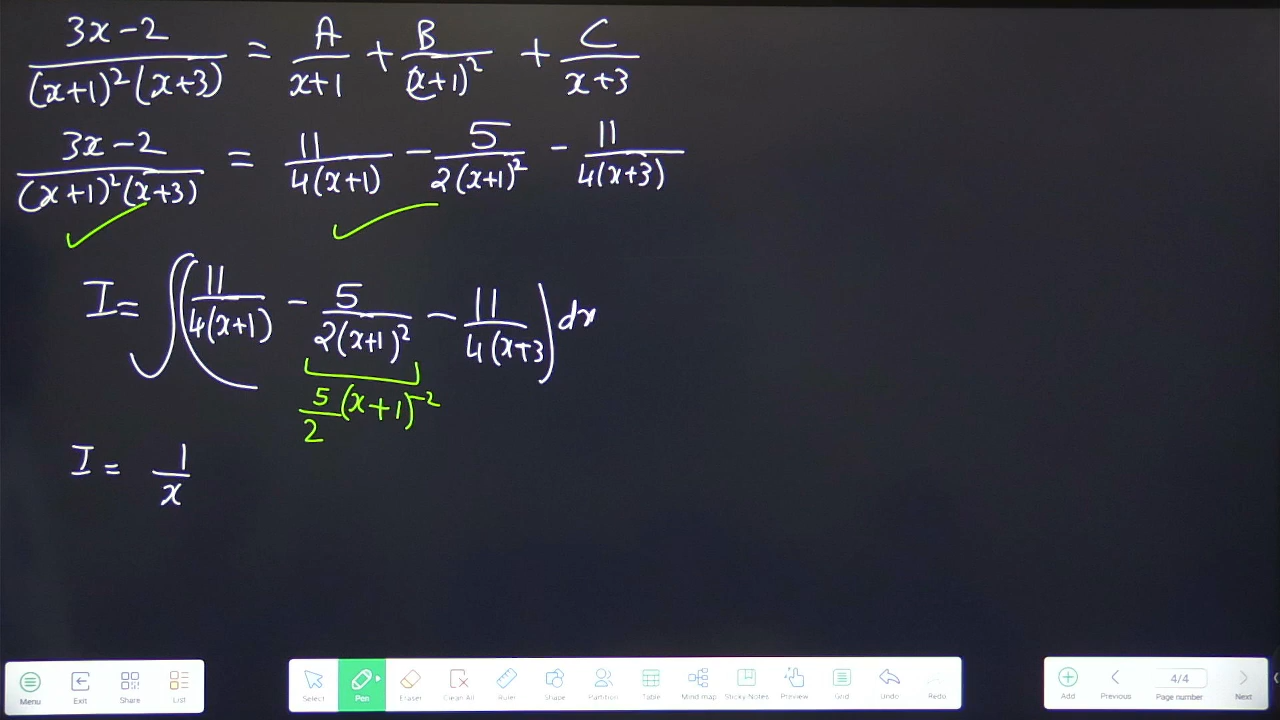 3x-2/(x+1)²(x+3) = A/x+1 + B/(x+1)² + C/x+3
3x-2/(x+1)²(x+3) = 11/4(x+1) - 5/2(x+1)² - 11/4(x+3)
I = ∫(11/4(x+1) - 5/2(x+1)² - 11/4(x+3)dx
5/2(x+1)⁻²
I = 1/x
Menu Exit Share List Select Pen Eraser Clean All Ruler Shape Partition Table Mind map Sticky Notes Preview Grid Undo Redo Add Previous 4/4 Page number Next